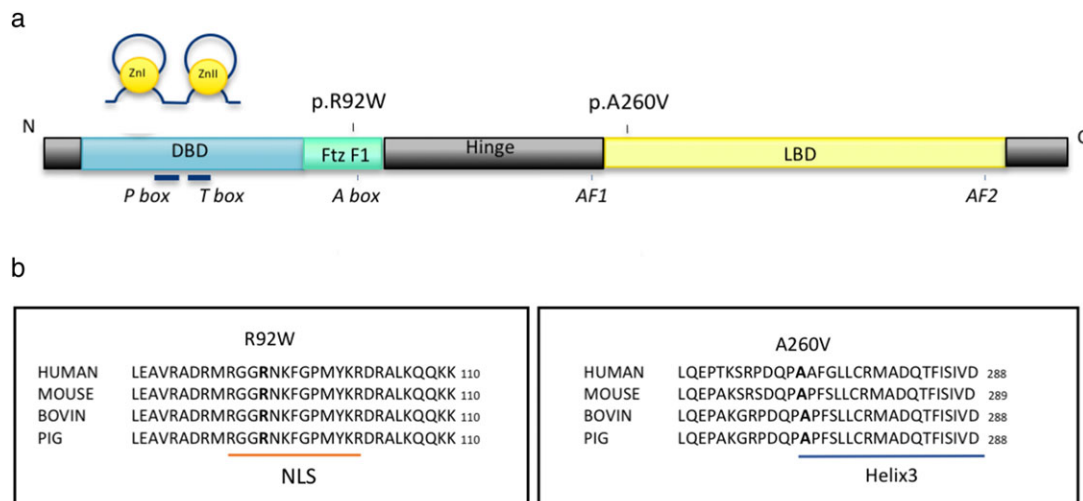 a
ZnI ZnII
p.R92W p.A260V
N
DBD Ftz F1 Hinge LBD
P box T box A box AF1 AF2
b
R92W
HUMAN LEAVRADRMRGGRNKFGPMYKRDRALKQQKK 110
MOUSE LEAVRADRMRGGRNKFGPMYKRDRALKQQKK 110
BOVIN LEAVRADRMRGGRNKFGPMYKRDRALKQQKK 110
PIG LEAVRADRMRGGRNKFGPMYKRDRALKQQKK 110
NLS
A260V
HUMAN LQEPTKSRPDQPAAFGLLCRMADQTFISIVD 288
MOUSE LQEPAKSRSDQPAPFSLLCRMADQTFISIVD 289
BOVIN LQEPAKGRPDQPAPFSLLCRMADQTFISIVD 288
PIG LQEPAKGRPDQPAPFSLLCRMADQTFISIVD 288
Helix3